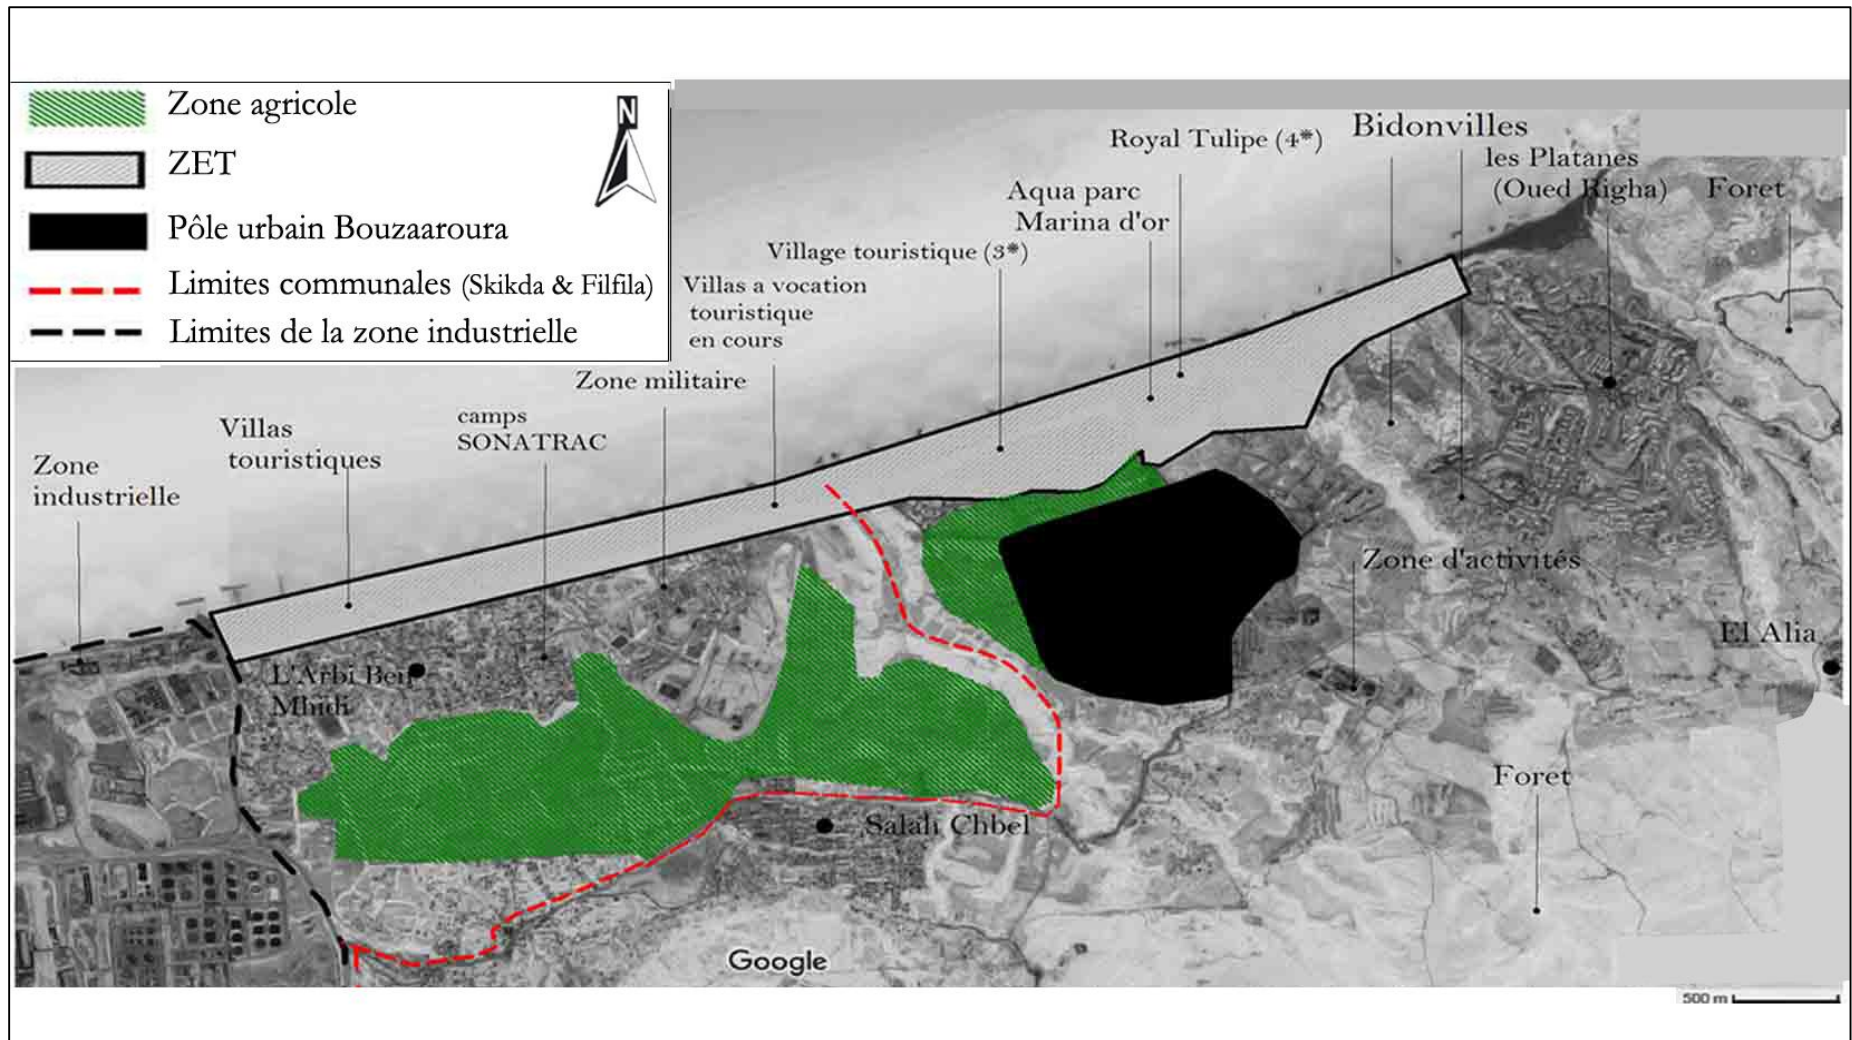 Zone agricole
ZET
Pôle urbain Bouzaaroura
Limites communales (Skikda & Filfila)
Limites de la zone industrielle
N
Royal Tulipe (4*)
Bidonvilles
les Platanes
(Oued Righa)
Foret
Aqua parc
Marina d'or
Village touristique (3*)
Villas a vocation
touristique
en cours
Zone militaire
camps
SONATRAC
Villas
touristiques
Zone
industrielle
Zone d'activités
El Alia
L'Arbi Ben
Mhidi
Foret
Salah Chbel
Google
500 m